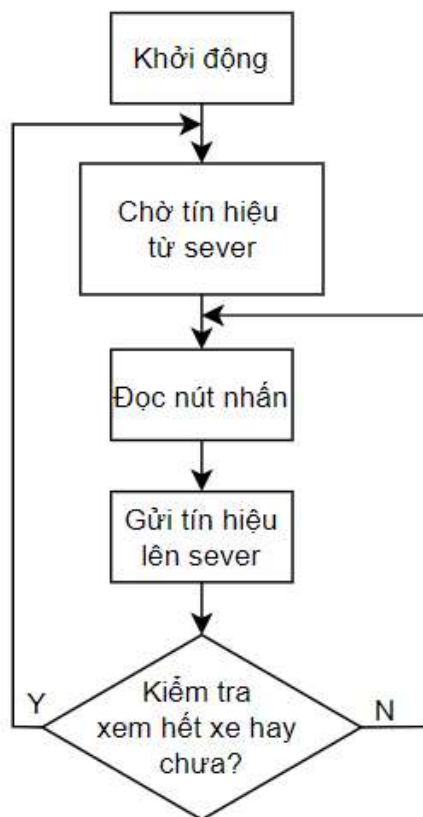 Khởi động
Chờ tín hiệu
từ sever
Đọc nút nhấn
Gửi tín hiệu
lên sever
Kiểm tra
xem hết xe hay
chưa?
Y
N